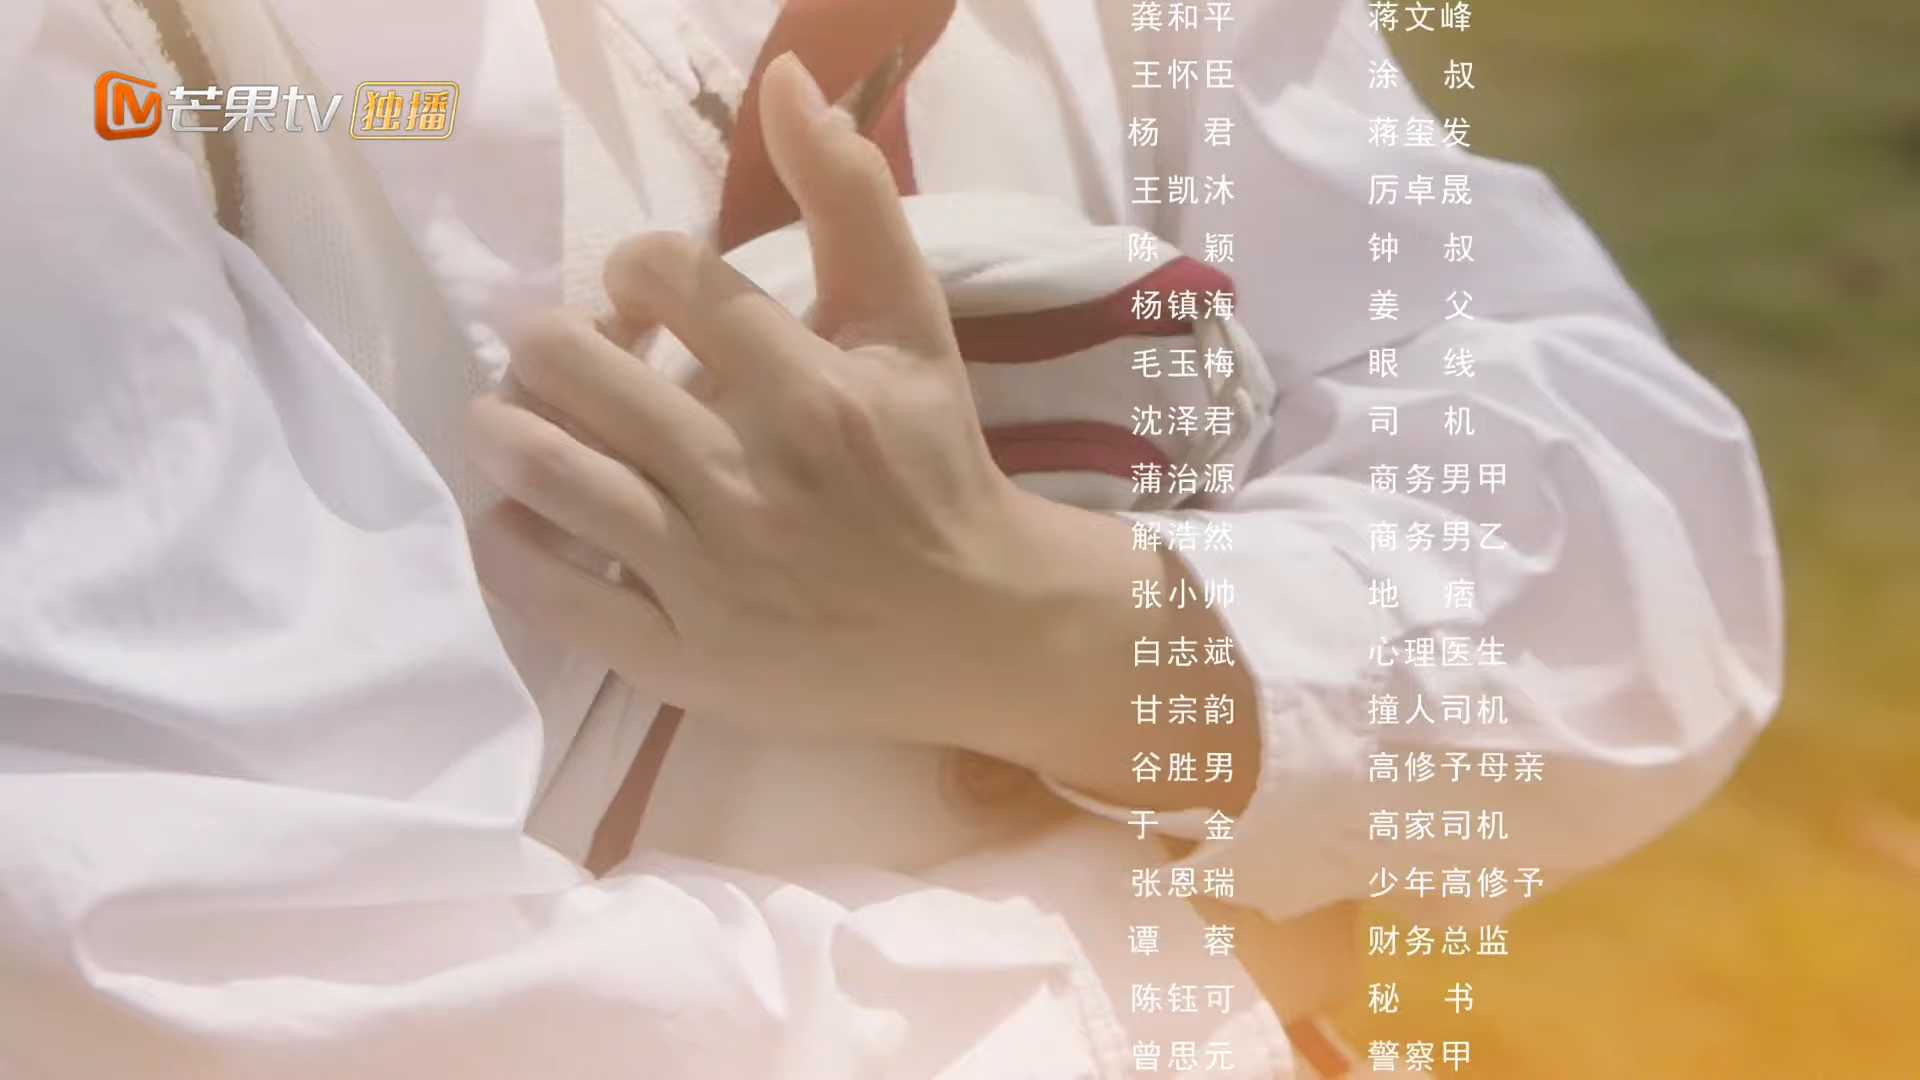 芒果tv 独播
龚和平 蒋文峰
王怀臣 涂叔
杨君 蒋玺发
王凯沐 厉卓晟
陈颖 钟叔
杨镇海 姜父
毛玉梅 眼线
沈泽君 司机
蒲治源 商务男甲
解浩然 商务男乙
张小帅 地痞
白志斌 心理医生
甘宗韵 撞人司机
谷胜男 高修予母亲
于金 高家司机
张恩瑞 少年高修予
谭蓉 财务总监
陈钰可 秘书
曾思元 警察甲